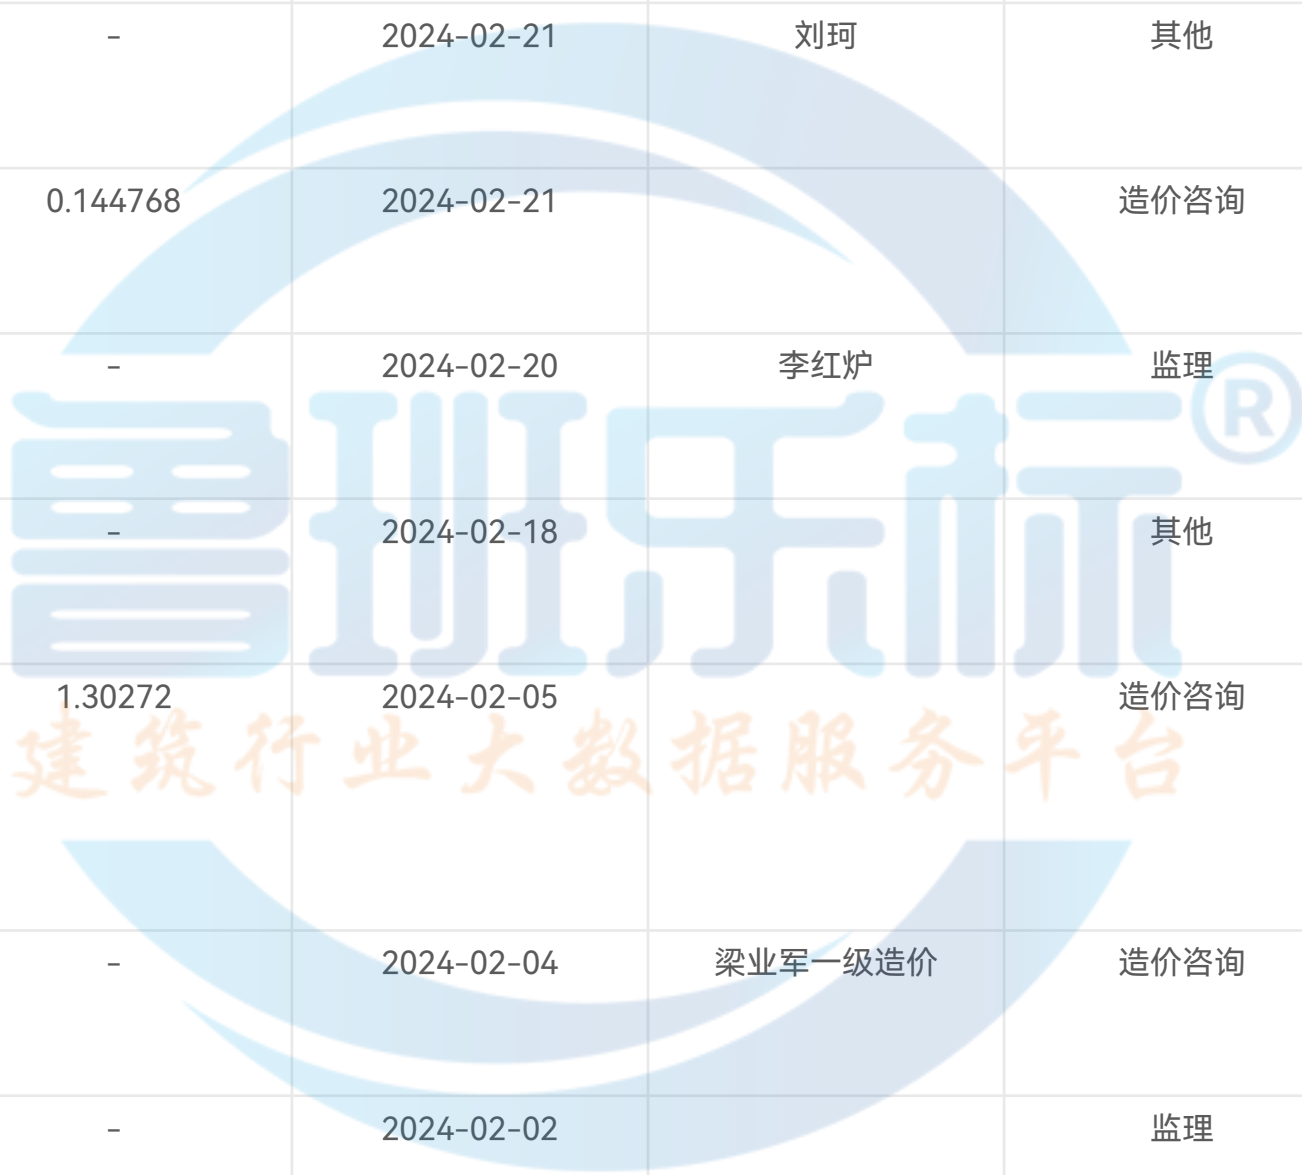 - 2024-02-21 刘珂 其他
0.144768 2024-02-21 造价咨询
- 2024-02-20 李红炉 监理
鲁班乐标®
- 2024-02-18 其他
1.30272 2024-02-05 造价咨询
建筑行业大数据服务平台
- 2024-02-04 梁业军一级造价 造价咨询
- 2024-02-02 监理